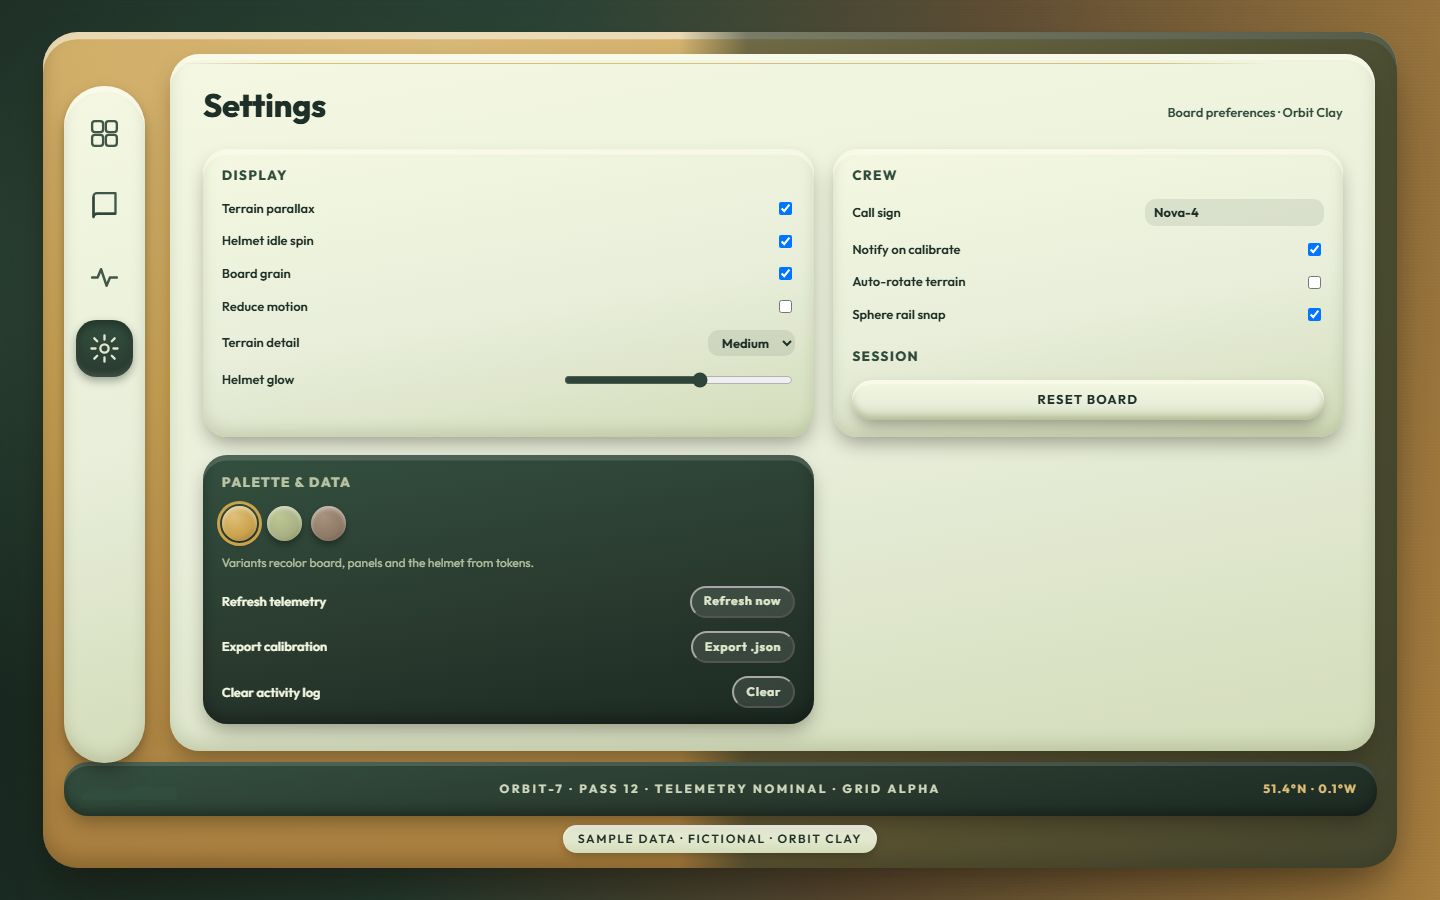 Settings
Board preferences · Orbit Clay
DISPLAY
Terrain parallax
Helmet idle spin
Board grain
Reduce motion
Terrain detail
Medium
Helmet glow
CREW
Call sign
Nova-4
Notify on calibrate
Auto-rotate terrain
Sphere rail snap
SESSION
RESET BOARD
PALETTE & DATA
Variants recolor board, panels and the helmet from tokens.
Refresh telemetry
Refresh now
Export calibration
Export .json
Clear activity log
Clear
ORBIT-7 · PASS 12 · TELEMETRY NOMINAL · GRID ALPHA
51.4°N · 0.1°W
SAMPLE DATA · FICTIONAL · ORBIT CLAY